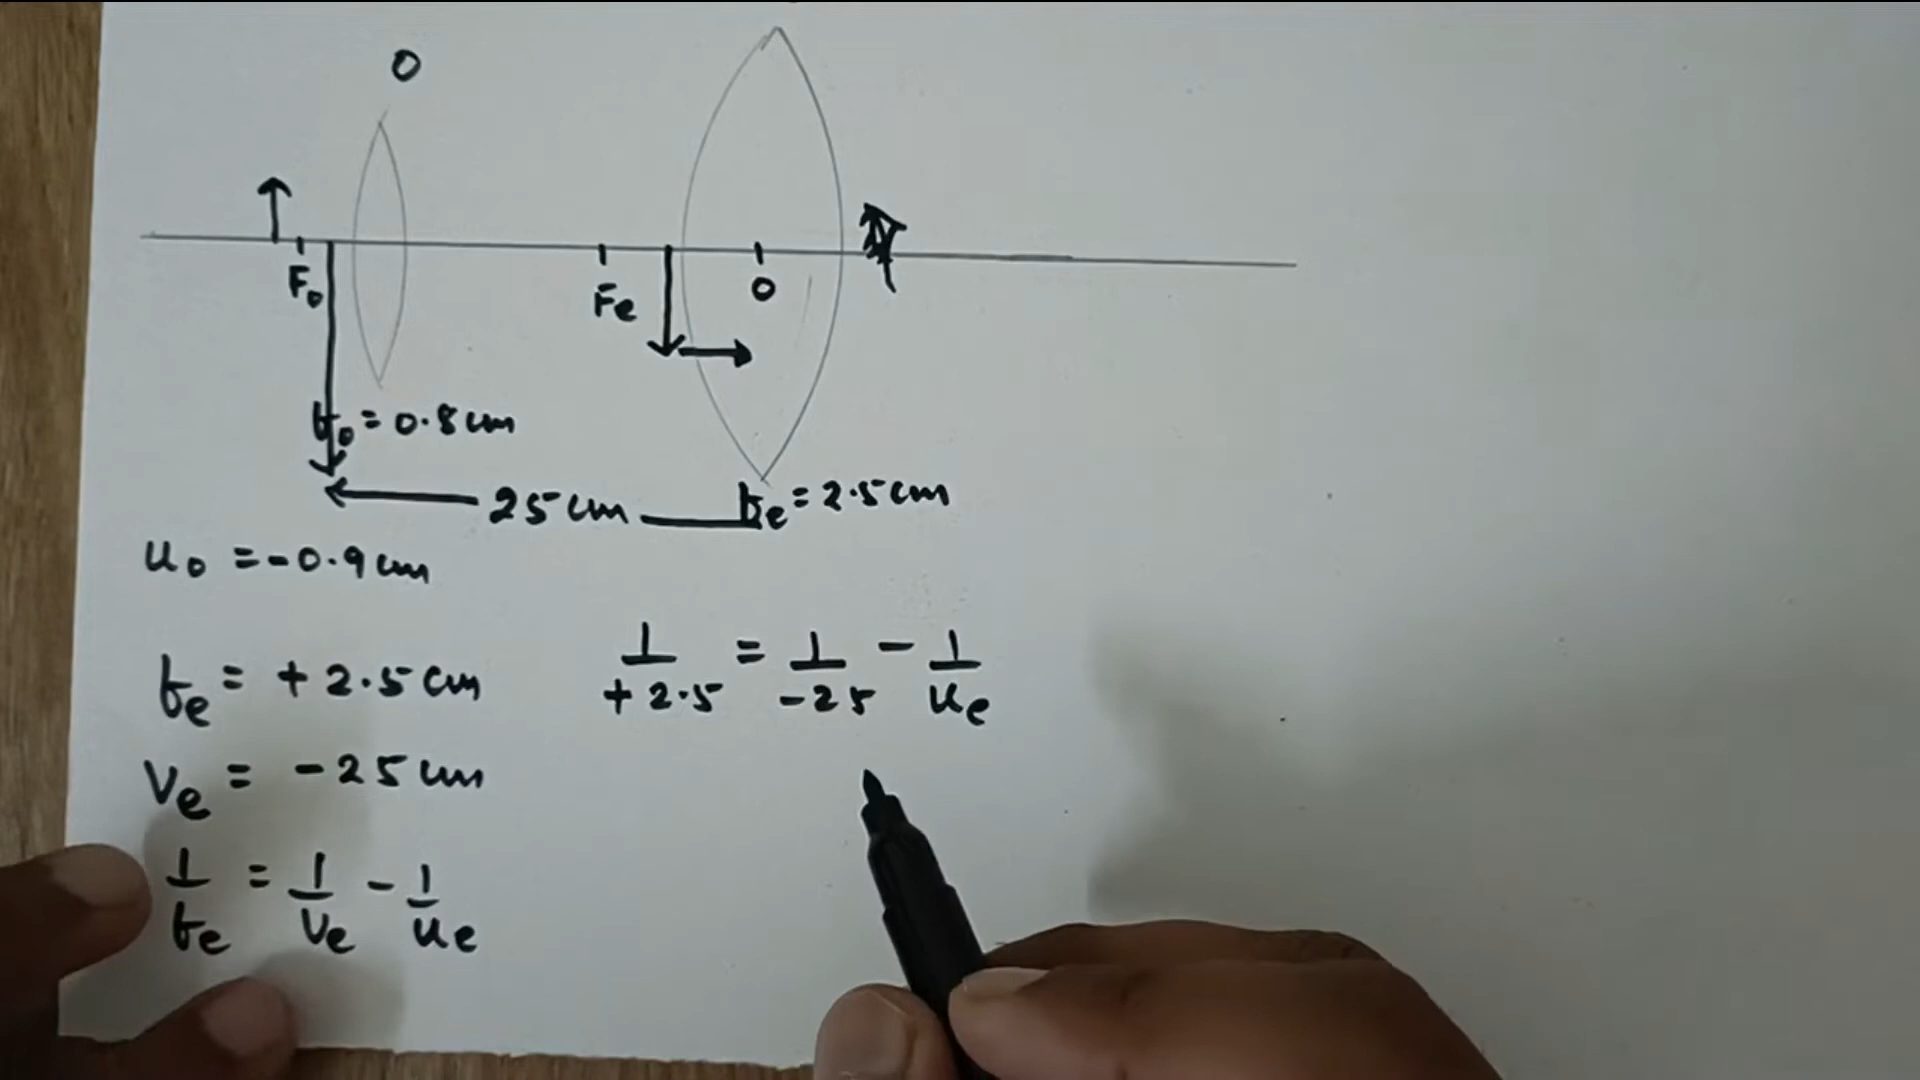 O
Fo
Fe
O
fo = 0.8 cm
25 cm
fe = 2.5 cm
uo = -0.9 cm
fe = + 2.5 cm
1/+2.5 = 1/-25 - 1/ue
Ve = -25 cm
1/fe = 1/Ve - 1/ue